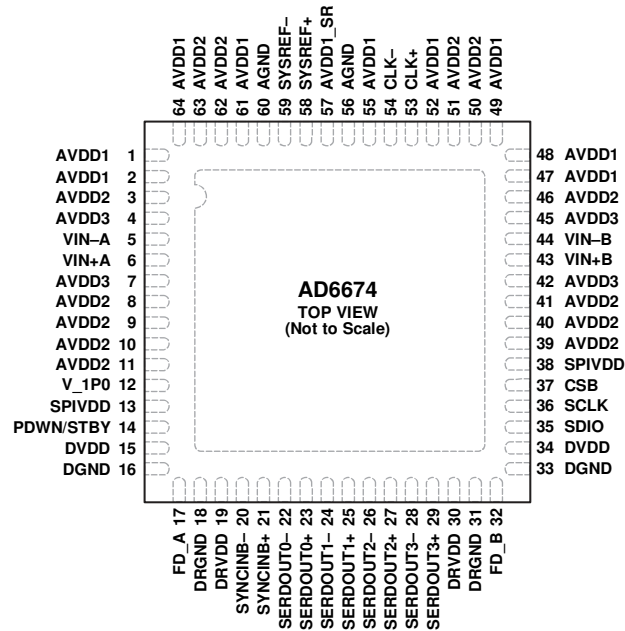 64 AVDD1
63 AVDD2
62 AVDD2
61 AVDD1
60 AGND
59 SYSREF–
58 SYSREF+
57 AVDD1_SR
56 AGND
55 AVDD1
54 CLK–
53 CLK+
52 AVDD1
51 AVDD2
50 AVDD2
49 AVDD1
AVDD1 1
AVDD1 2
AVDD2 3
AVDD3 4
VIN–A 5
VIN+A 6
AVDD3 7
AVDD2 8
AVDD2 9
AVDD2 10
AVDD2 11
V_1P0 12
SPIVDD 13
PDWN/STBY 14
DVDD 15
DGND 16
AD6674
TOP VIEW
(Not to Scale)
48 AVDD1
47 AVDD1
46 AVDD2
45 AVDD3
44 VIN–B
43 VIN+B
42 AVDD3
41 AVDD2
40 AVDD2
39 AVDD2
38 SPIVDD
37 CSB
36 SCLK
35 SDIO
34 DVDD
33 DGND
FD_A 17
DRGND 18
DRVDD 19
SYNCINB– 20
SYNCINB+ 21
SERDOUT0– 22
SERDOUT0+ 23
SERDOUT1– 24
SERDOUT1+ 25
SERDOUT2– 26
SERDOUT2+ 27
SERDOUT3– 28
SERDOUT3+ 29
DRVDD 30
DRGND 31
FD_B 32